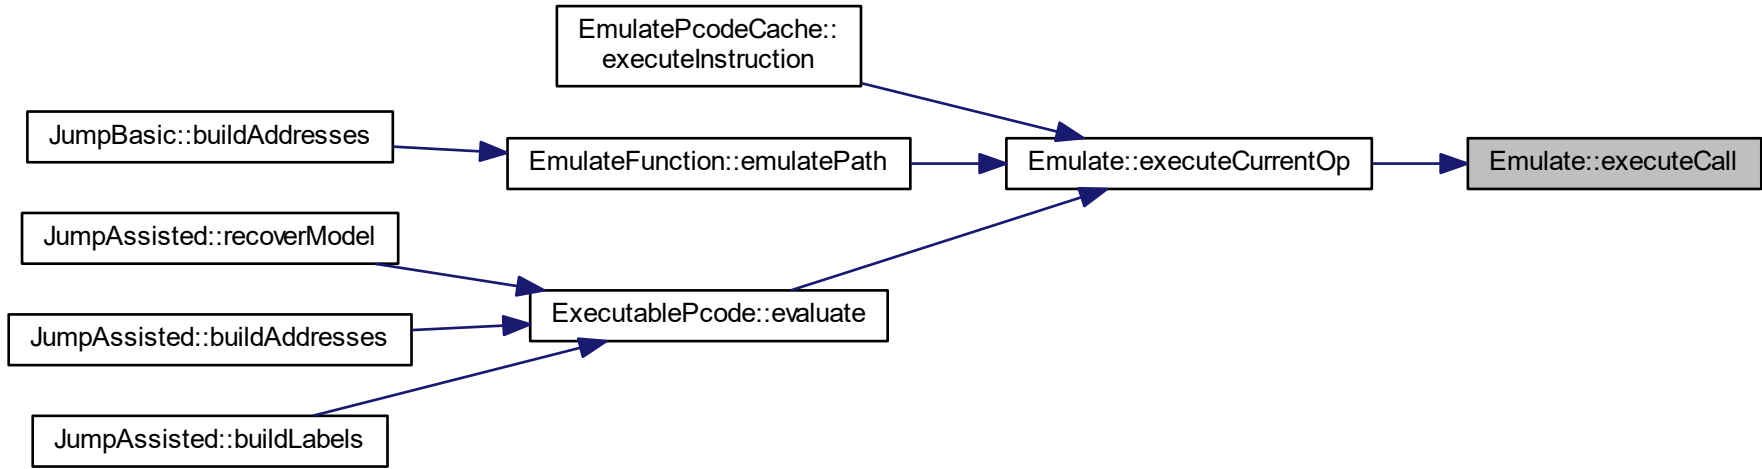 EmulatePcodeCache::
executeInstruction
JumpBasic::buildAddresses
EmulateFunction::emulatePath
Emulate::executeCurrentOp
Emulate::executeCall
JumpAssisted::recoverModel
ExecutablePcode::evaluate
JumpAssisted::buildAddresses
JumpAssisted::buildLabels